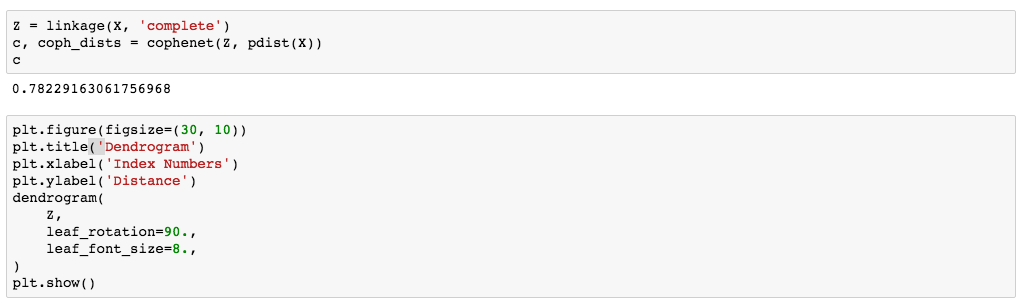 Z = linkage(X, 'complete')
c, coph_dists = cophenet(Z, pdist(X))
c
0.78229163061756968
plt.figure(figsize=(30, 10))
plt.title('Dendrogram')
plt.xlabel('Index Numbers')
plt.ylabel('Distance')
dendrogram(
    Z,
    leaf_rotation=90.,
    leaf_font_size=8.,
)
plt.show()